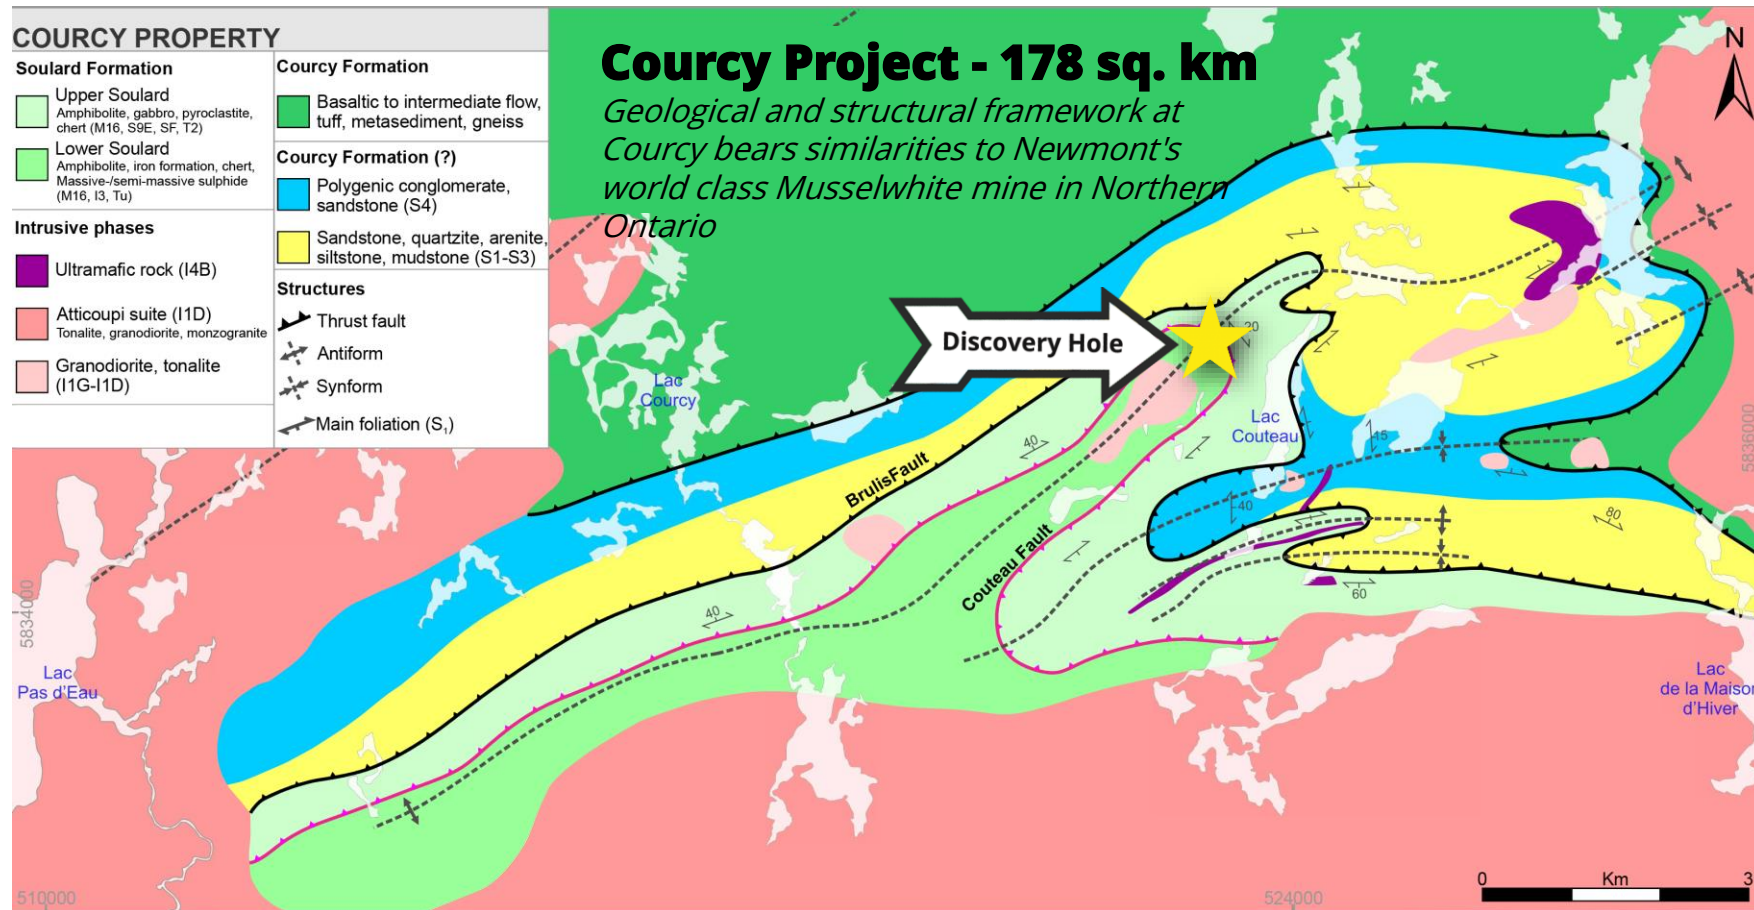 COURCY PROPERTY
Soulard Formation
Upper Soulard
Amphibolite, gabbro, pyroclastite,
chert (M16, S9E, SF, T2)
Lower Soulard
Amphibolite, iron formation, chert,
Massive-/semi-massive sulphide
(M16, I3, Tu)
Intrusive phases
Ultramafic rock (I4B)
Atticoupi suite (I1D)
Tonalite, granodiorite, monzogranite
Granodiorite, tonalite
(I1G-I1D)
Courcy Formation
Basaltic to intermediate flow,
tuff, metasediment, gneiss
Courcy Formation (?)
Polygenic conglomerate,
sandstone (S4)
Sandstone, quartzite, arenite,
siltstone, mudstone (S1-S3)
Structures
Thrust fault
Antiform
Synform
Main foliation (S₁)
Courcy Project - 178 sq. km
Geological and structural framework at
Courcy bears similarities to Newmont's
world class Musselwhite mine in Northern
Ontario
N
Discovery Hole
20
Lac
Courcy
Lac
Couteau
45
40
BrulisFault
40
80
Couteau Fault
60
40
5836000
5834000
Lac
Pas d'Eau
Lac
de la Maison
d'Hiver
510000
524000
0 Km 3